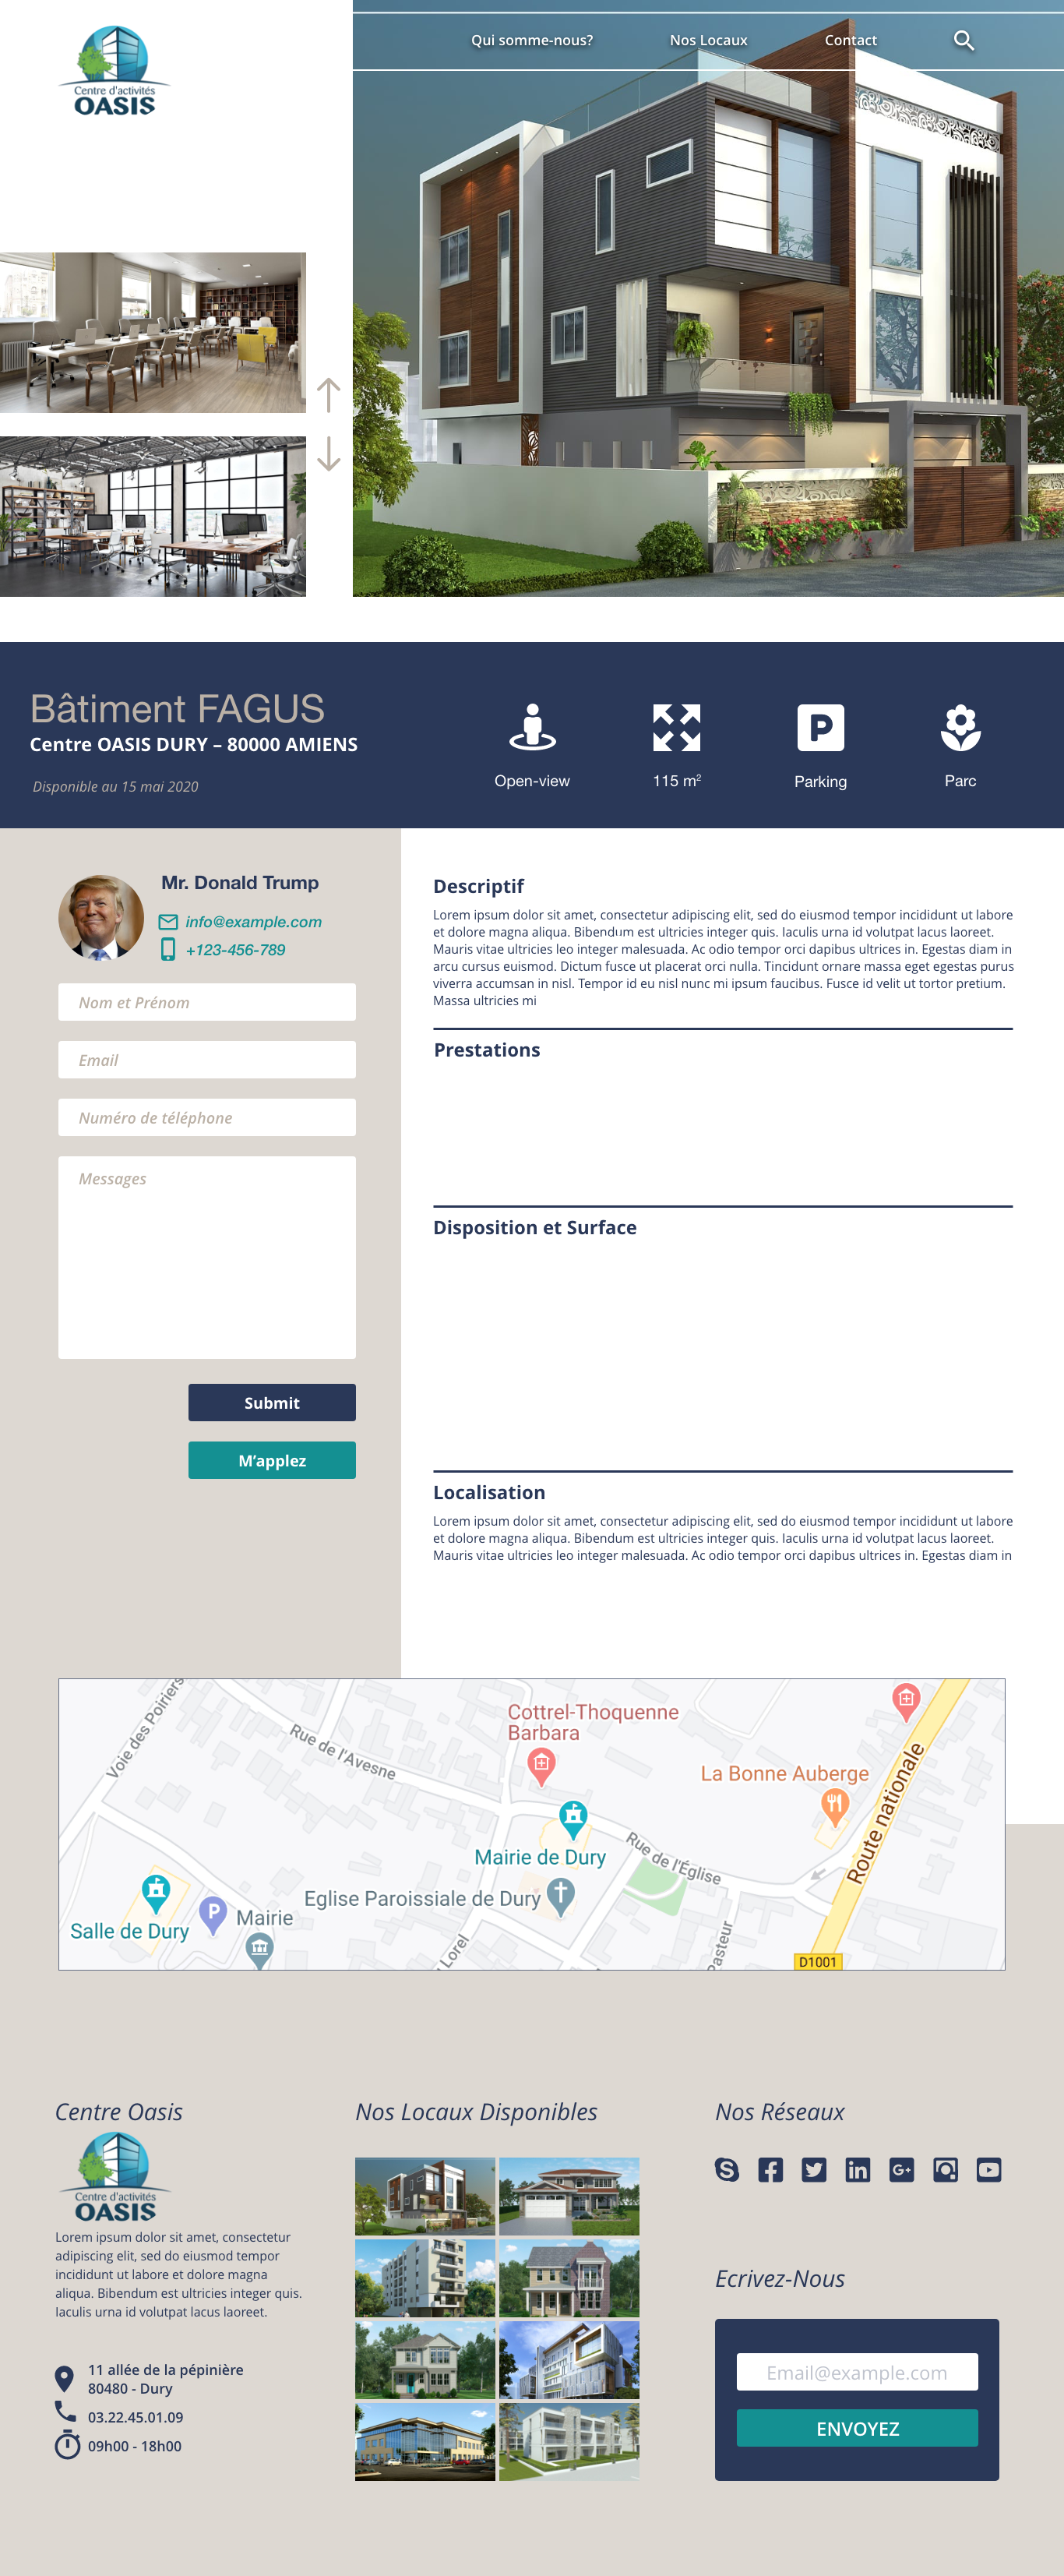 Centre d'activités
OASIS
Qui somme-nous?
Nos Locaux
Contact
Bâtiment FAGUS
Centre OASIS DURY – 80000 AMIENS
Disponible au 15 mai 2020
Open-view
115 m²
Parking
Parc
Mr. Donald Trump
info@example.com
+123-456-789
Nom et Prénom
Email
Numéro de téléphone
Messages
Submit
M'applez
Descriptif
Lorem ipsum dolor sit amet, consectetur adipiscing elit, sed do eiusmod tempor incididunt ut labore
et dolore magna aliqua. Bibendum est ultricies integer quis. Iaculis urna id volutpat lacus laoreet.
Mauris vitae ultricies leo integer malesuada. Ac odio tempor orci dapibus ultrices in. Egestas diam in
arcu cursus euismod. Dictum fusce ut placerat orci nulla. Tincidunt ornare massa eget egestas purus
viverra accumsan in nisl. Tempor id eu nisl nunc mi ipsum faucibus. Fusce id velit ut tortor pretium.
Massa ultricies mi
Prestations
Disposition et Surface
Localisation
Lorem ipsum dolor sit amet, consectetur adipiscing elit, sed do eiusmod tempor incididunt ut labore
et dolore magna aliqua. Bibendum est ultricies integer quis. Iaculis urna id volutpat lacus laoreet.
Mauris vitae ultricies leo integer malesuada. Ac odio tempor orci dapibus ultrices in. Egestas diam in
Voie des Poiriers
Rue de l'Avesne
Cottrel-Thoquenne
Barbara
La Bonne Auberge
Route nationale
Mairie de Dury
Rue de l'Église
Eglise Paroissiale de Dury
Salle de Dury
P
Mairie
Lorel
Pasteur
D1001
Centre Oasis
Centre d'activités
OASIS
Lorem ipsum dolor sit amet, consectetur
adipiscing elit, sed do eiusmod tempor
incididunt ut labore et dolore magna
aliqua. Bibendum est ultricies integer quis.
Iaculis urna id volutpat lacus laoreet.
11 allée de la pépinière
80480 - Dury
03.22.45.01.09
09h00 - 18h00
Nos Locaux Disponibles
Nos Réseaux
Ecrivez-Nous
Email@example.com
ENVOYEZ